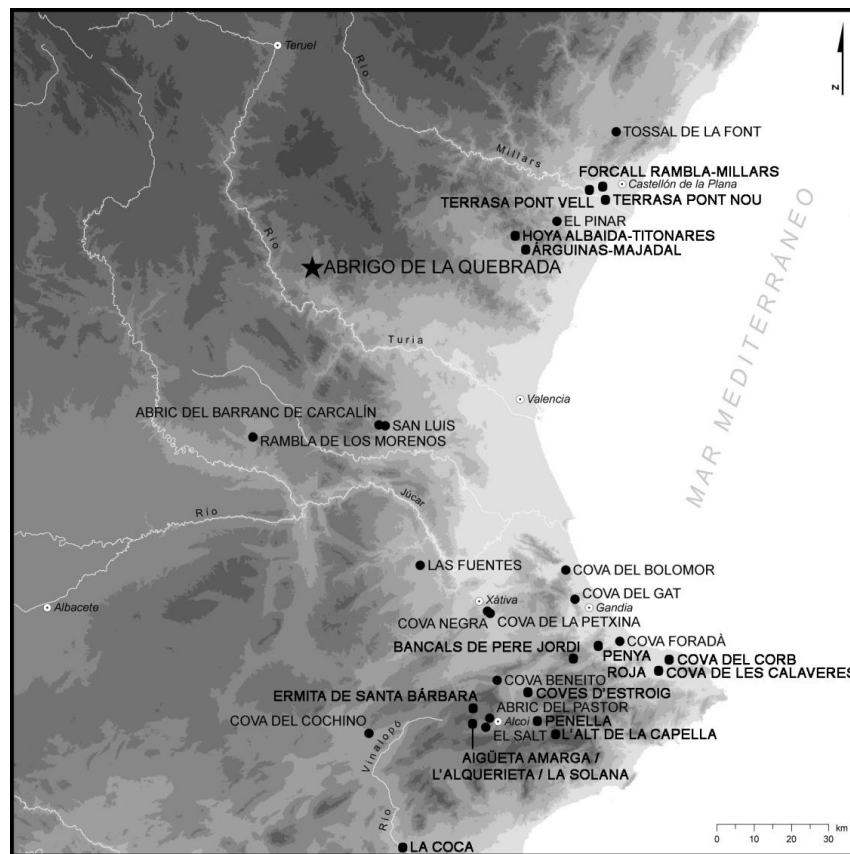 Teruel
Río
Millars
N
TOSSAL DE LA FONT
FORCALL RAMBLA-MILLARS
Castellón de la Plana
TERRASA PONT VELL
TERRASA PONT NOU
EL PINAR
HOYA ALBAIDA-TITONARES
ÀRGUINAS-MAJADAL
Río
ABRIGO DE LA QUEBRADA
MAR MEDITERRÁNEO
Turia
Valencia
ABRIC DEL BARRANC DE CARCALÍN
SAN LUIS
RAMBLA DE LOS MORENOS
Río
Júcar
LAS FUENTES
COVA DEL BOLOMOR
Albacete
Xàtiva
COVA DEL GAT
Gandia
COVA NEGRA
COVA DE LA PETXINA
COVA FORADÀ
BANCALS DE PERE JORDI
PENYA
ROJA
COVA DEL CORB
COVA DE LES CALAVERES
COVA BENEITO
ERMITA DE SANTA BÁRBARA
COVES D'ESTROIG
ABRIC DEL PASTOR
COVA DEL COCHINO
Alcoi
PENELLA
EL SALT
L'ALT DE LA CAPELLA
Vinalopó
AIGÜETA AMARGA /
L'ALQUERIETA / LA SOLANA
Río
LA COCA
0 10 20 30 km